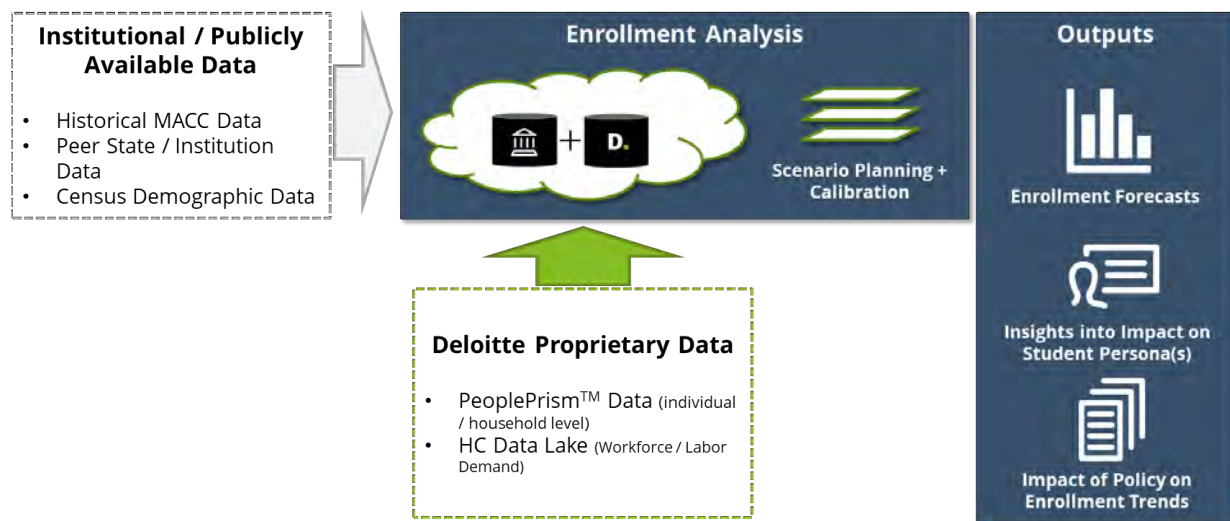 Institutional / Publicly
Available Data
• Historical MACC Data
• Peer State / Institution
Data
• Census Demographic Data
Enrollment Analysis
+
D.
Scenario Planning +
Calibration
Deloitte Proprietary Data
• PeoplePrism™ Data (individual
/ household level)
• HC Data Lake (Workforce / Labor
Demand)
Outputs
Enrollment Forecasts
Insights into Impact on
Student Persona(s)
Impact of Policy on
Enrollment Trends